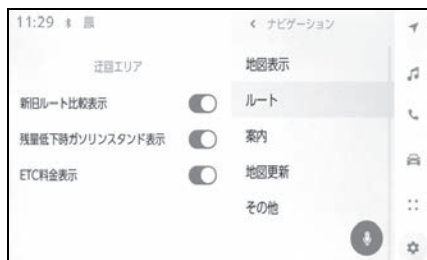 11:29
迂回エリア
新旧ルート比較表示
残量低下時ガソリンスタンド表示
ETC料金表示
ナビゲーション
地図表示
ルート
案内
地図更新
その他